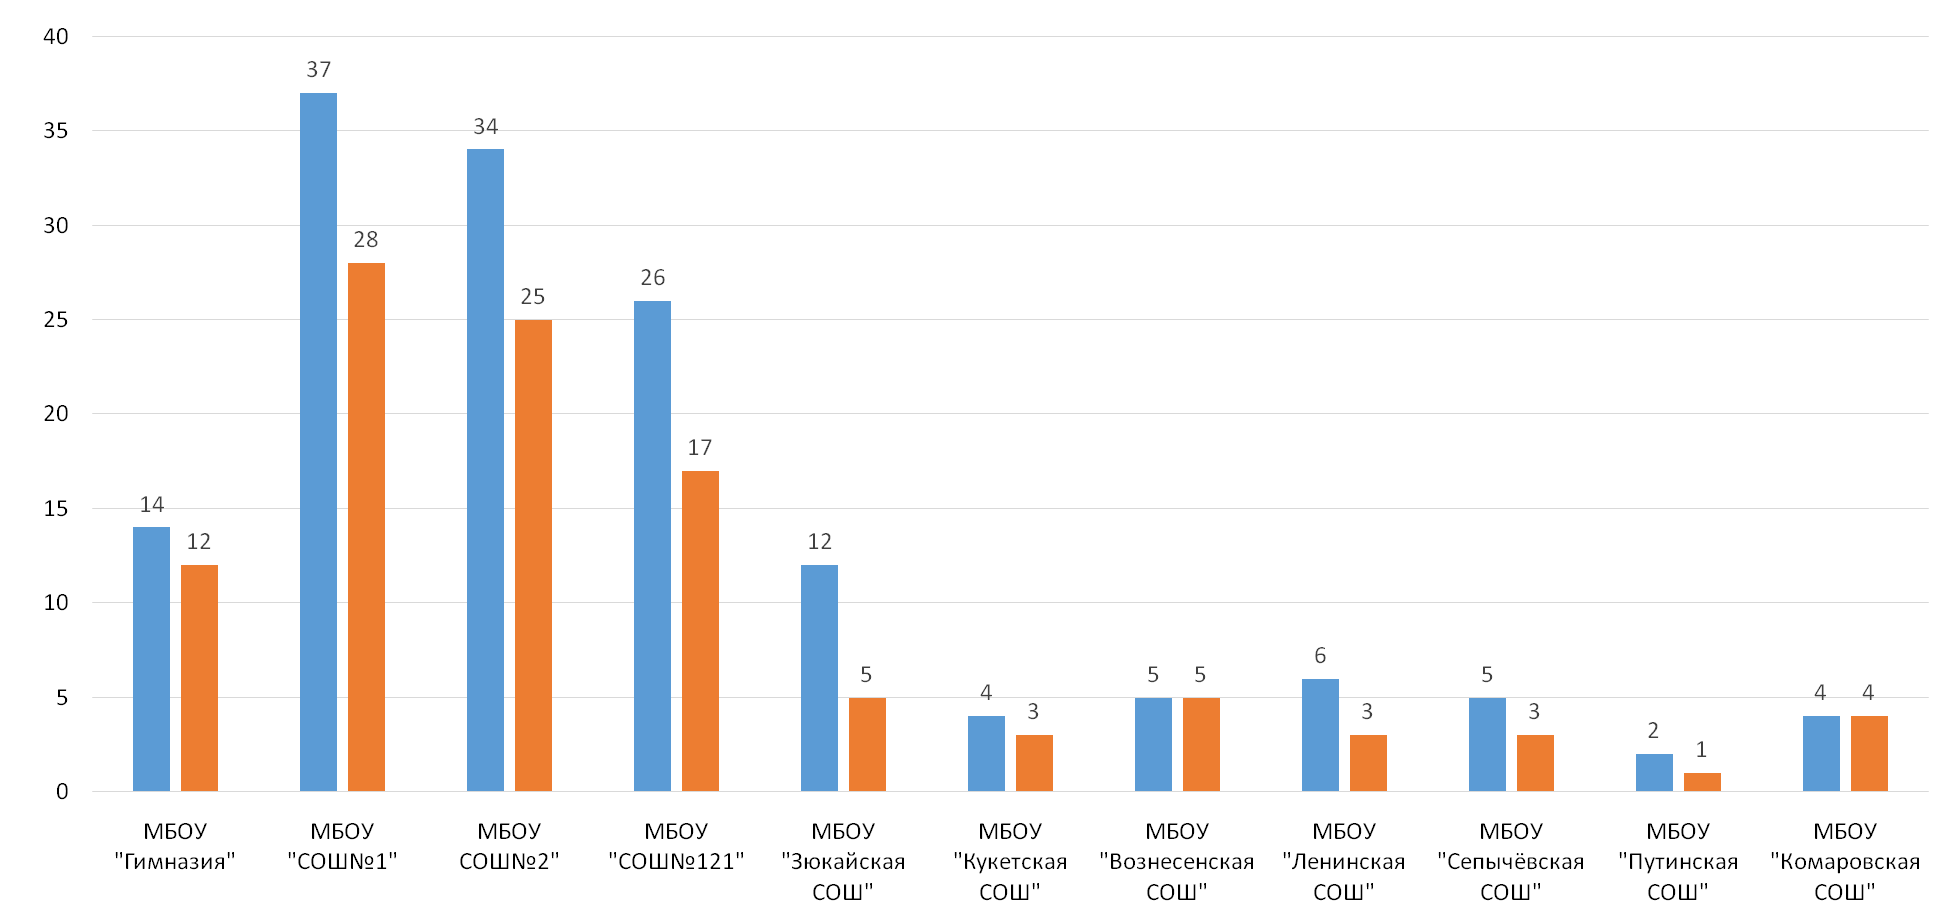 40
37
35
34
30
28
26
25
25
20
17
15
14
12
12
10
5
5
5
5
6
3
5
3
4
3
2
1
4
4
0
МБОУ "Гимназия"
МБОУ "СОШ№1"
МБОУ СОШ№2"
МБОУ "СОШ№121"
МБОУ "Зюкайская СОШ"
МБОУ "Кукетская СОШ"
МБОУ "Вознесенская СОШ"
МБОУ "Ленинская СОШ"
МБОУ "Сепычёвская СОШ"
МБОУ "Путинская СОШ"
МБОУ "Комаровская СОШ"